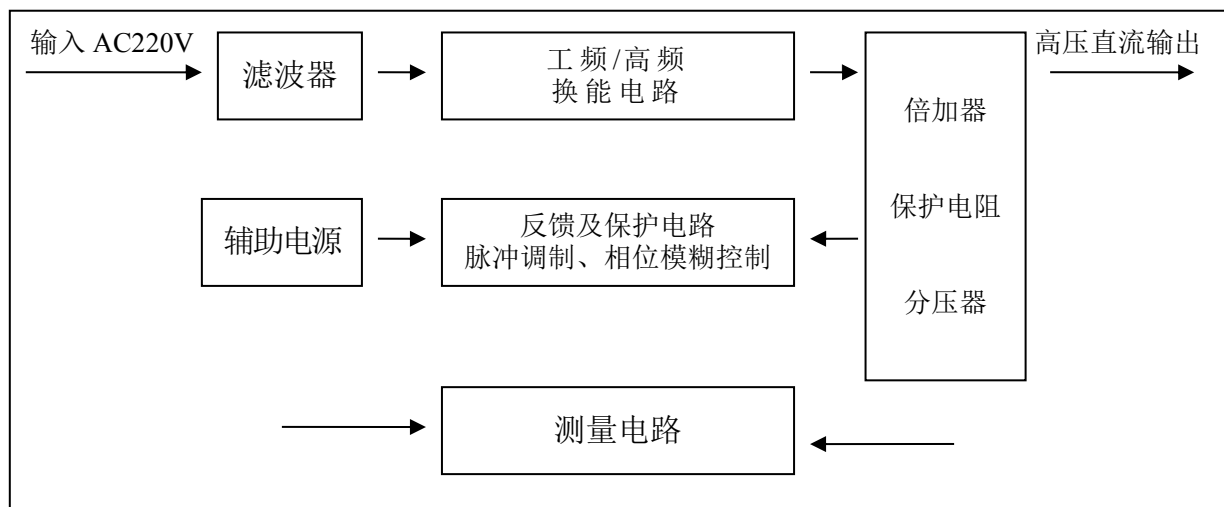 输入 AC220V
滤波器
工频/高频
换能电路
高压直流输出
倍加器
保护电阻
分压器
辅助电源
反馈及保护电路
脉冲调制、相位模糊控制
测量电路